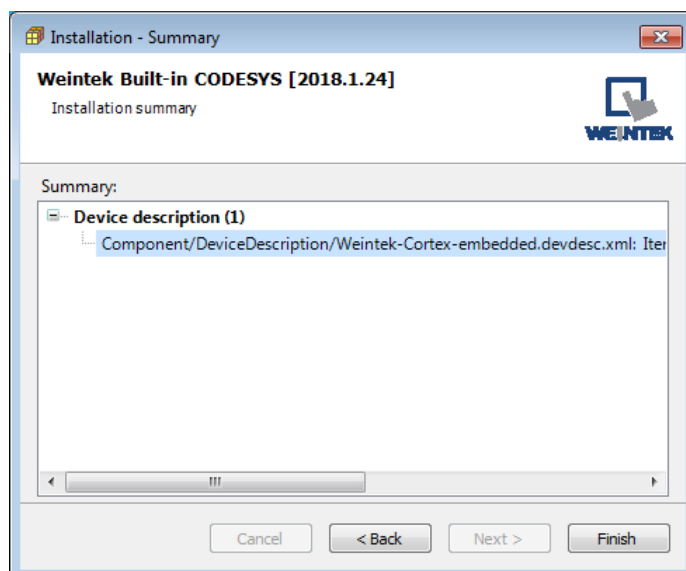 Installation - Summary
Weintek Built-in CODESYS [2018.1.24]
Installation summary
WEINTEK
Summary:
Device description (1)
Component/DeviceDescription/Weintek-Cortex-embedded.devdesc.xml: Iter
Cancel
< Back
Next >
Finish